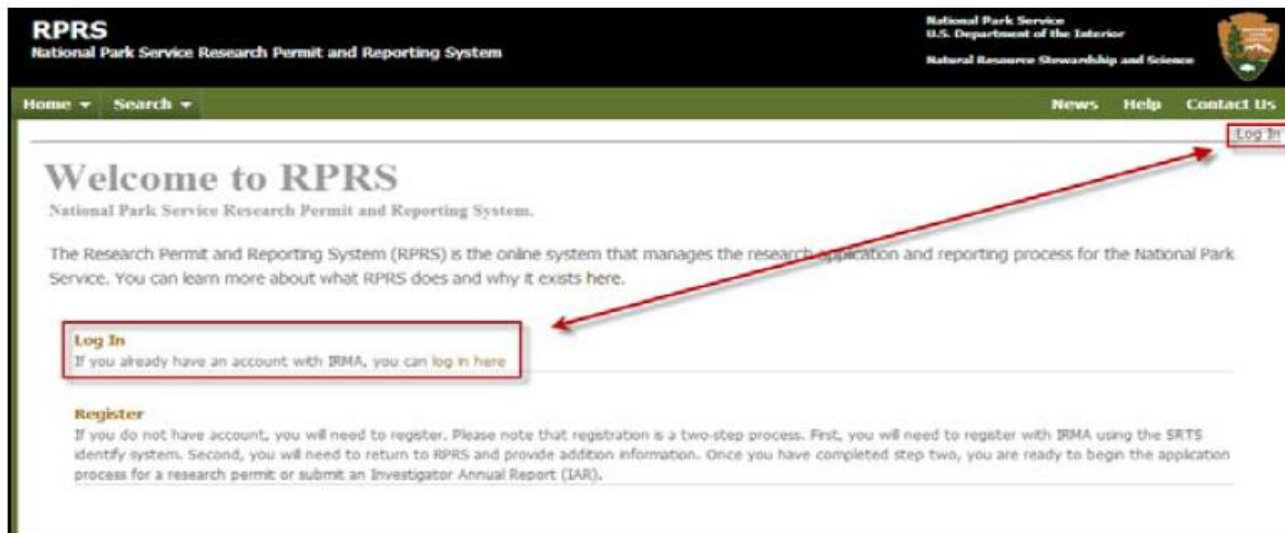 RPRS
National Park Service Research Permit and Reporting System
National Park Service
U.S. Department of the Interior
Natural Resource Stewardship and Science
Home Search News Help Contact Us
Log In
Welcome to RPRS
National Park Service Research Permit and Reporting System.
The Research Permit and Reporting System (RPRS) is the online system that manages the research application and reporting process for the National Park
Service. You can learn more about what RPRS does and why it exists here.
Log In
If you already have an account with IRMA, you can log in here
Register
If you do not have account, you will need to register. Please note that registration is a two-step process. First, you will need to register with IRMA using the SRTS
identify system. Second, you will need to return to RPRS and provide addition information. Once you have completed step two, you are ready to begin the application
process for a research permit or submit an Investigator Annual Report (IAR).